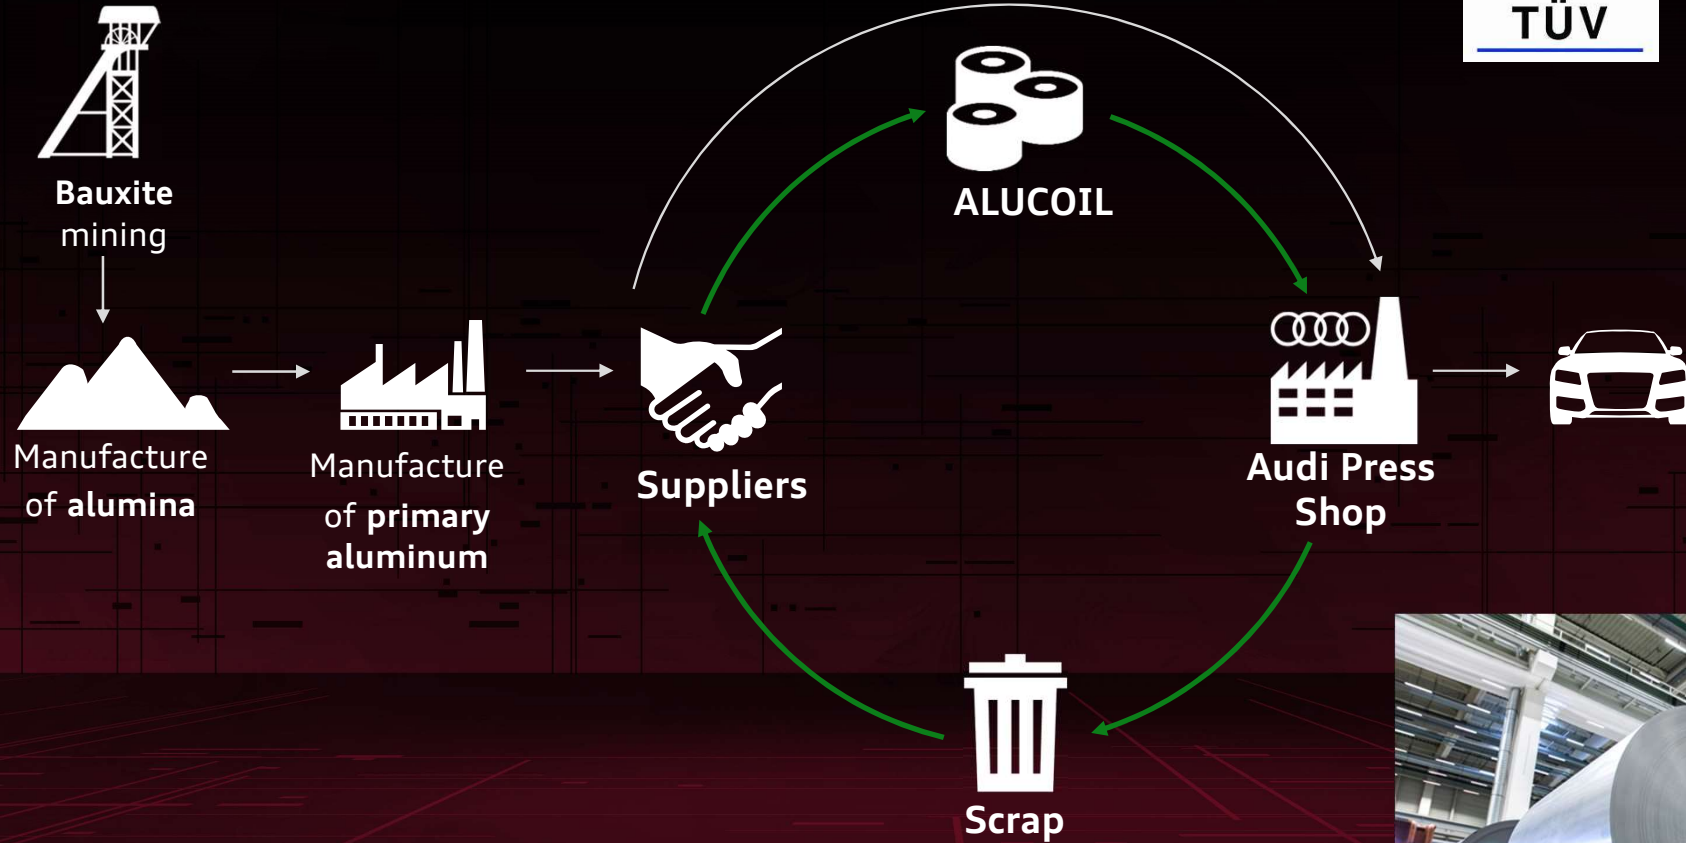 TÜV
Bauxite
mining
ALUCOIL
Manufacture
of alumina
Manufacture
of primary
aluminum
Suppliers
Audi Press
Shop
Scrap